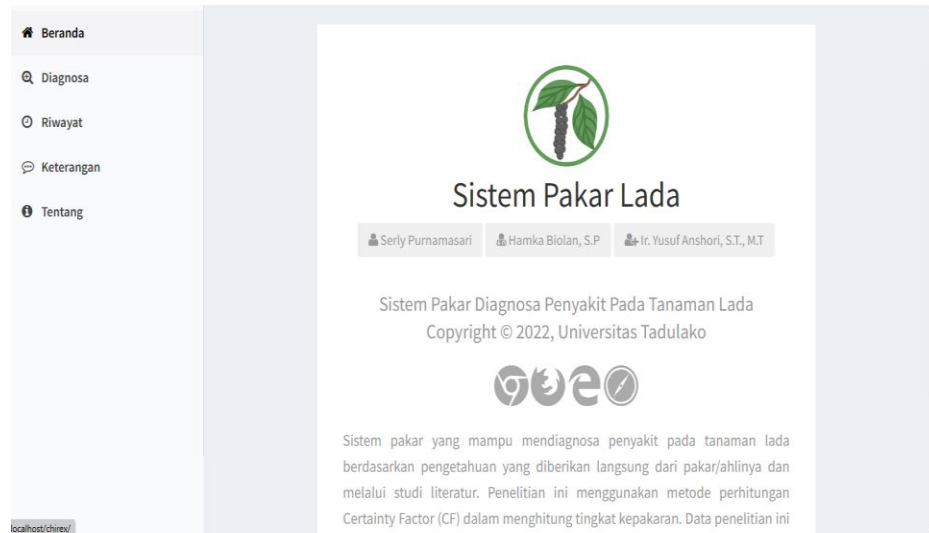 Beranda
Diagnosa
Riwayat
Keterangan
Tentang
Sistem Pakar Lada
Serly Purnamasari Hamka Biolan, S.P Ir. Yusuf Anshori, S.T., M.T
Sistem Pakar Diagnosa Penyakit Pada Tanaman Lada
Copyright © 2022, Universitas Tadulako
Sistem pakar yang mampu mendiagnosa penyakit pada tanaman lada
berdasarkan pengetahuan yang diberikan langsung dari pakar/ahlinya dan
melalui studi literatur. Penelitian ini menggunakan metode perhitungan
Certainty Factor (CF) dalam menghitung tingkat kepakaran. Data penelitian ini
localhost/chirex/